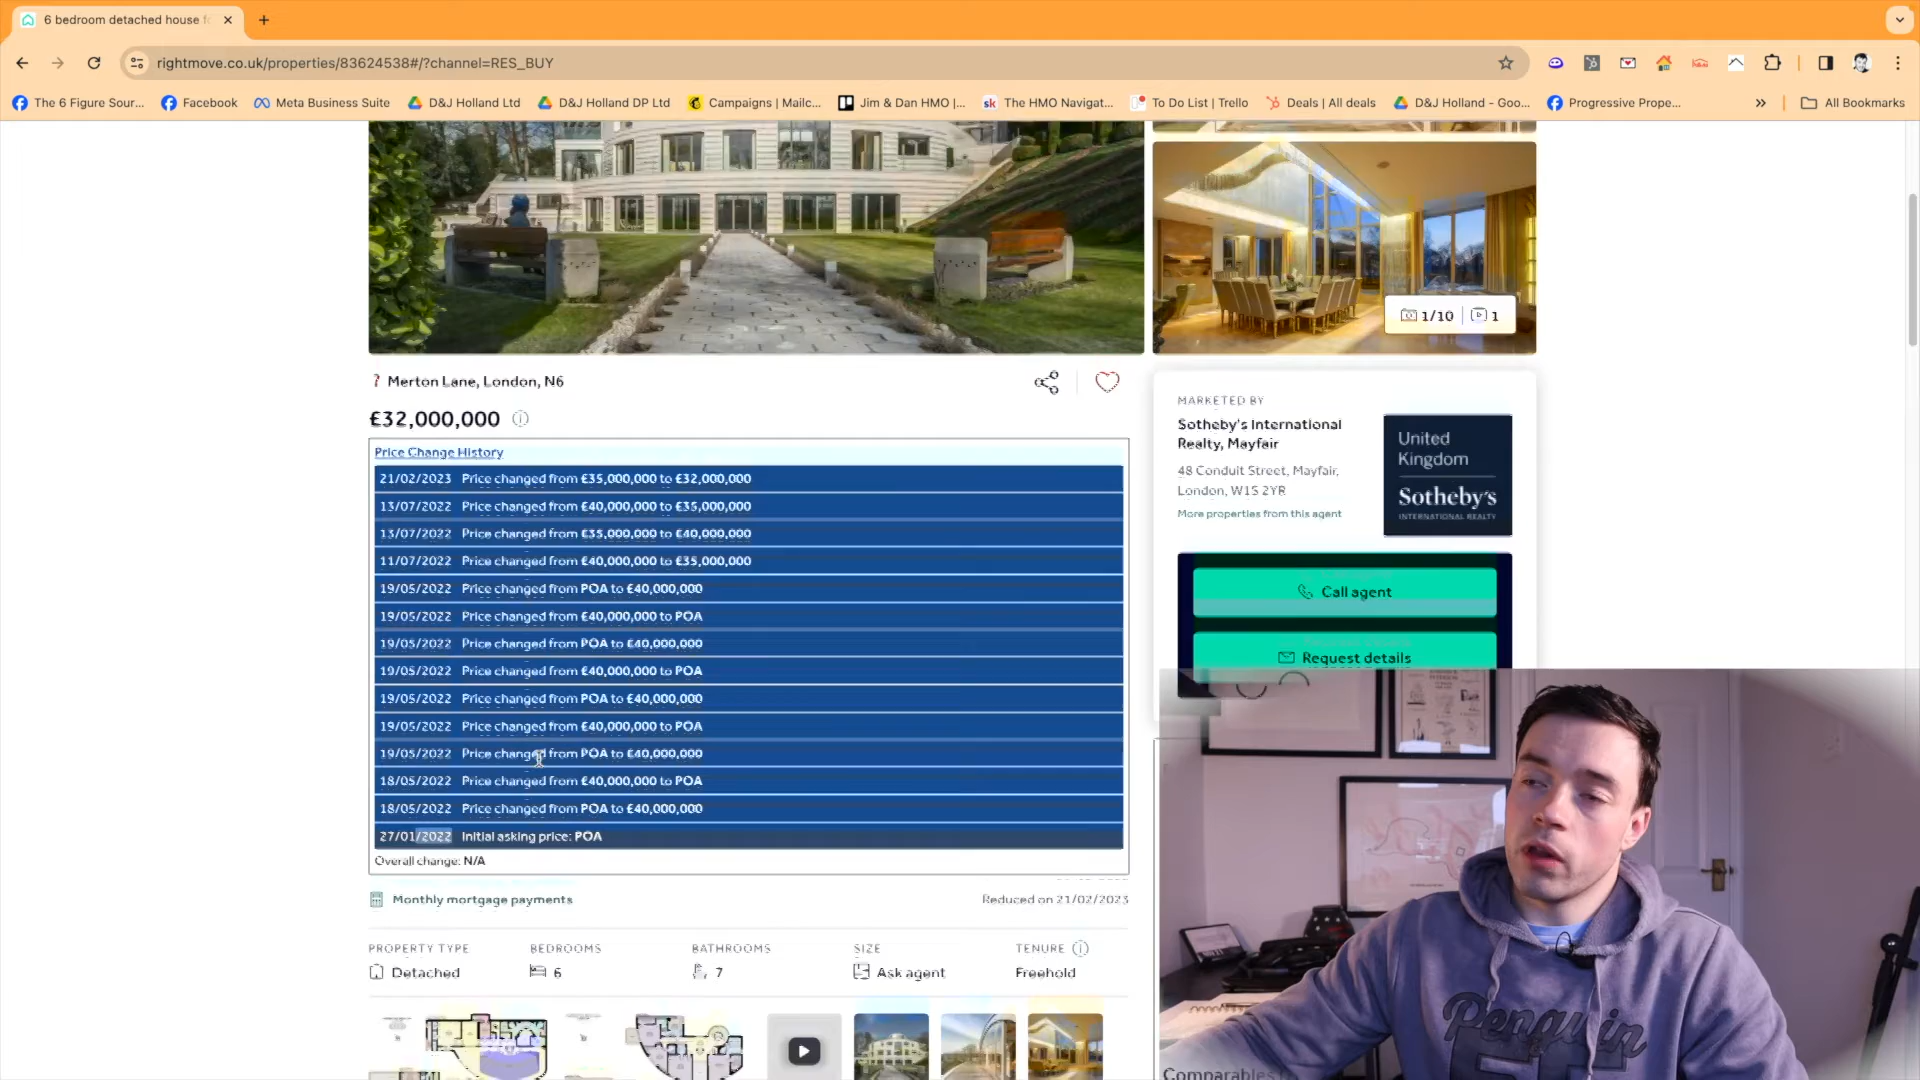 6 bedroom detached house f
rightmove.co.uk/properties/83624538#/?channel=RES_BUY
The 6 Figure Sour...
Facebook
Meta Business Suite
D&J Holland Ltd
D&J Holland DP Ltd
Campaigns | Mailc...
Jim & Dan HMO |...
sk
The HMO Navigat...
To Do List | Trello
Deals | All deals
D&J Holland - Goo...
Progressive Prope...
All Bookmarks
1/10
1
Merton Lane, London, N6
£32,000,000
Price Change History
21/02/2023 Price changed from £35,000,000 to £32,000,000
13/07/2022 Price changed from £40,000,000 to £35,000,000
13/07/2022 Price changed from £35,000,000 to £40,000,000
11/07/2022 Price changed from £40,000,000 to £35,000,000
19/05/2022 Price changed from POA to £40,000,000
19/05/2022 Price changed from £40,000,000 to POA
19/05/2022 Price changed from POA to £40,000,000
19/05/2022 Price changed from £40,000,000 to POA
19/05/2022 Price changed from POA to £40,000,000
19/05/2022 Price changed from £40,000,000 to POA
19/05/2022 Price changed from POA to £40,000,000
18/05/2022 Price changed from £40,000,000 to POA
18/05/2022 Price changed from POA to £40,000,000
27/01/2022 Initial asking price: POA
Overall change: N/A
Monthly mortgage payments
Reduced on 21/02/2023
PROPERTY TYPE
Detached
BEDROOMS
6
BATHROOMS
7
SIZE
Ask agent
TENURE
Freehold
MARKETED BY
Sotheby's International
Realty, Mayfair
48 Conduit Street, Mayfair,
London, W1S 2YR
More properties from this agent
United
Kingdom
Sotheby's
INTERNATIONAL REALTY
Call agent
Request details
Comparables
Penguin